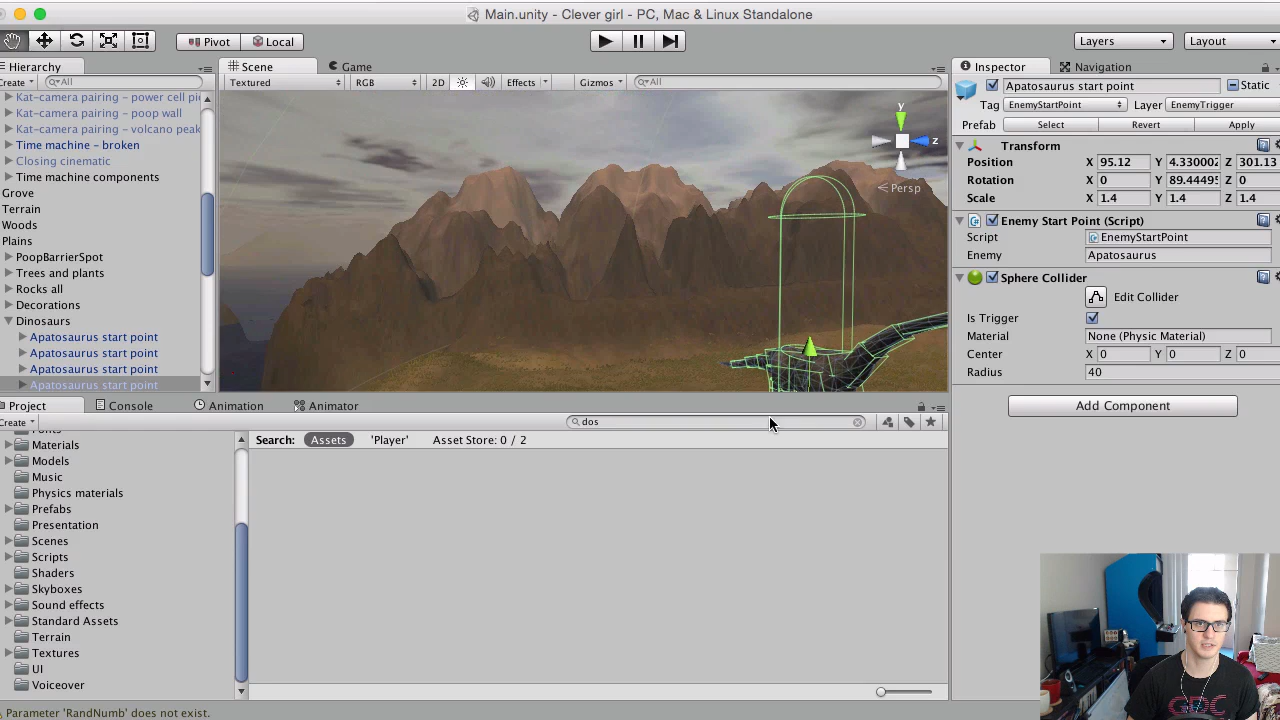 Main.unity - Clever girl - PC, Mac & Linux Standalone
Pivot Local Layers Layout
Hierarchy
Create All
Kat-camera pairing - power cell pi
Kat-camera pairing - poop wall
Kat-camera pairing - volcano peak
Time machine - broken
Closing cinematic
Time machine components
Grove
Terrain
Woods
Plains
PoopBarrierSpot
Trees and plants
Rocks all
Decorations
Dinosaurs
Apatosaurus start point
Apatosaurus start point
Apatosaurus start point
Apatosaurus start point
Scene Game
Textured RGB 2D Effects Gizmos All
y
z
Persp
Inspector Navigation
Apatosaurus start point Static
Tag EnemyStartPoint Layer EnemyTrigger
Prefab Select Revert Apply
Transform
Position X 95.12 Y 4.330002 Z 301.13
Rotation X 0 Y 89.44495 Z 0
Scale X 1.4 Y 1.4 Z 1.4
Enemy Start Point (Script)
Script EnemyStartPoint
Enemy Apatosaurus
Sphere Collider
Edit Collider
Is Trigger
Material None (Physic Material)
Center X 0 Y 0 Z 0
Radius 40
Add Component
Project Console Animation Animator
Create dos
Search: Assets 'Player' Asset Store: 0 / 2
Materials
Models
Music
Physics materials
Prefabs
Presentation
Scenes
Scripts
Shaders
Skyboxes
Sound effects
Standard Assets
Terrain
Textures
UI
Voiceover
GDC
Parameter 'RandNumb' does not exist.